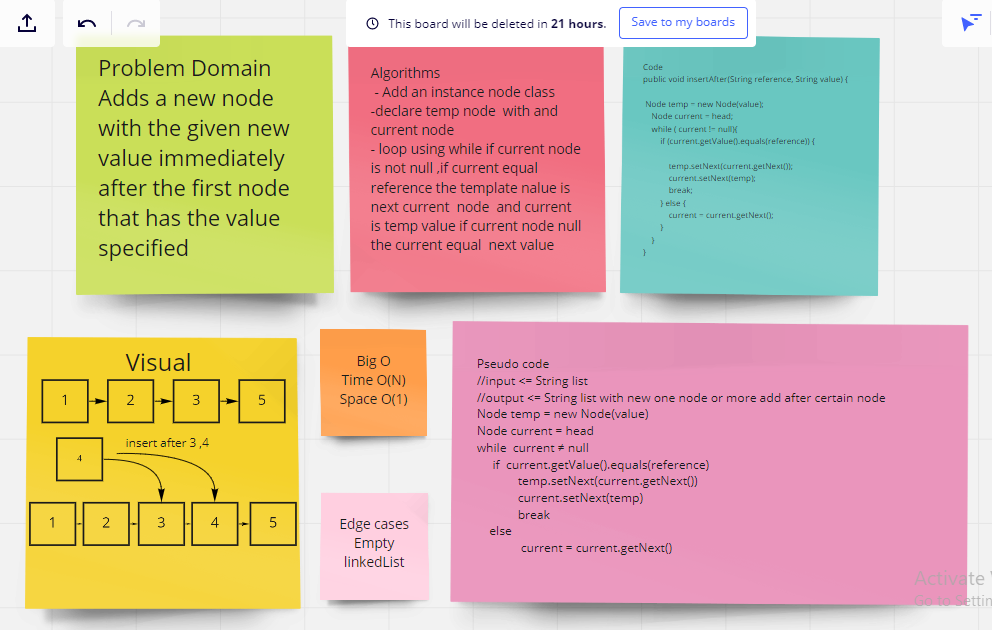 This board will be deleted in 21 hours.
Save to my boards
Problem Domain
Adds a new node
with the given new
value immediately
after the first node
that has the value
specified
Algorithms
- Add an instance node class
-declare temp node with and
current node
- loop using while if current node
is not null ,if current equal
reference the template nalue is
next current node and current
is temp value if current node null
the current equal next value
Code
public void insertAfter(String reference, String value) {
Node temp = new Node(value);
Node current = head;
while ( current != null){
if (current.getValue().equals(reference)) {
temp.setNext(current.getNext());
current.setNext(temp);
break;
} else {
current = current.getNext();
}
}
}
Visual
1 2 3 5
insert after 3 ,4
4
1 2 3 4 5
Big O
Time O(N)
Space O(1)
Edge cases
Empty
linkedList
Pseudo code
//input <= String list
//output <= String list with new one node or more add after certain node
Node temp = new Node(value)
Node current = head
while current ≠ null
if current.getValue().equals(reference)
temp.setNext(current.getNext())
current.setNext(temp)
break
else
current = current.getNext()
Activate
Go to Settin